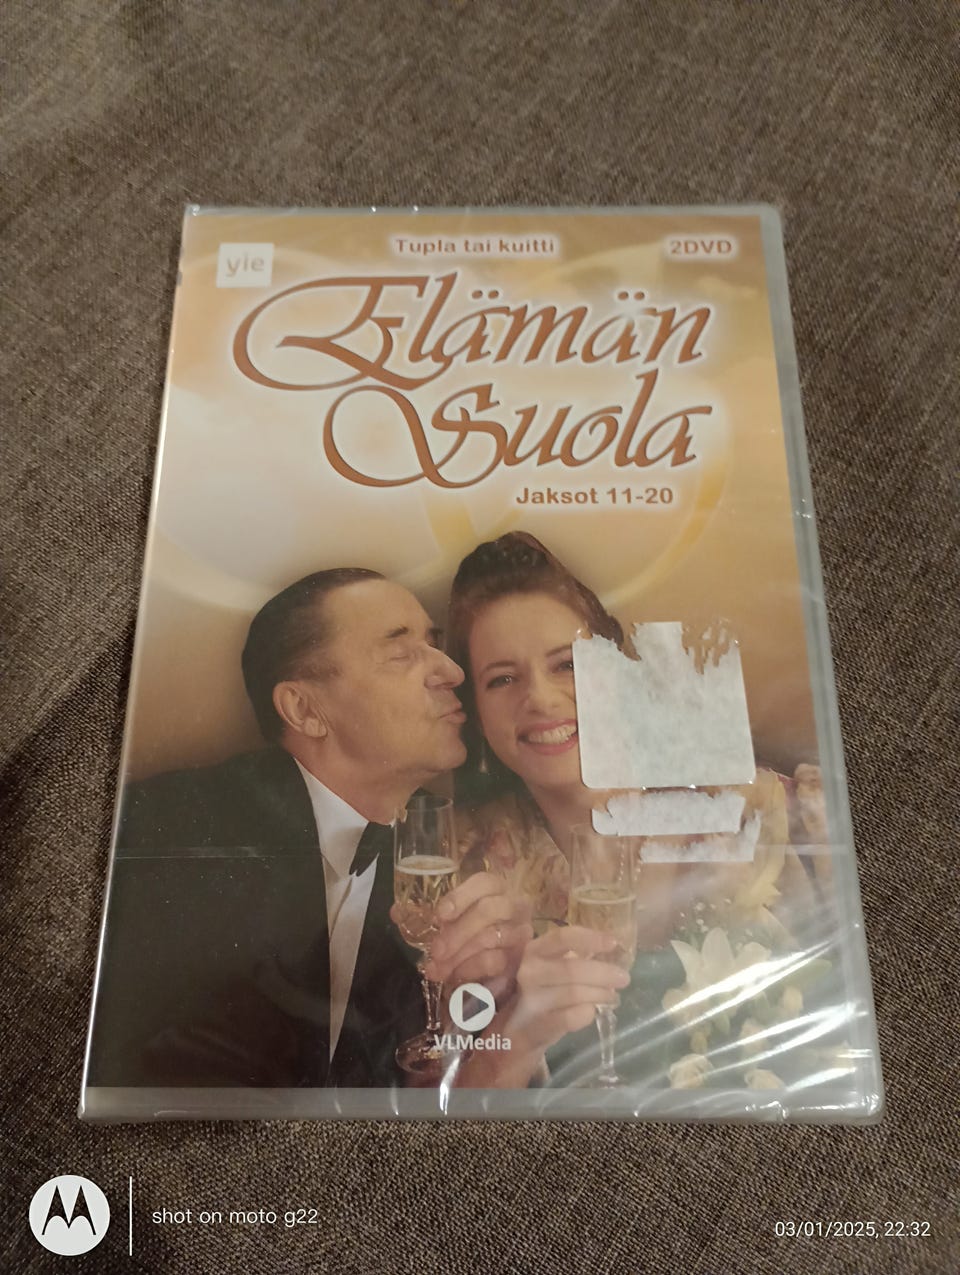 yle
Tupla tai kuitti
2DVD
Elämän
Suola
Jaksot 11-20
VLMedia
shot on moto g22
03/01/2025, 22:32